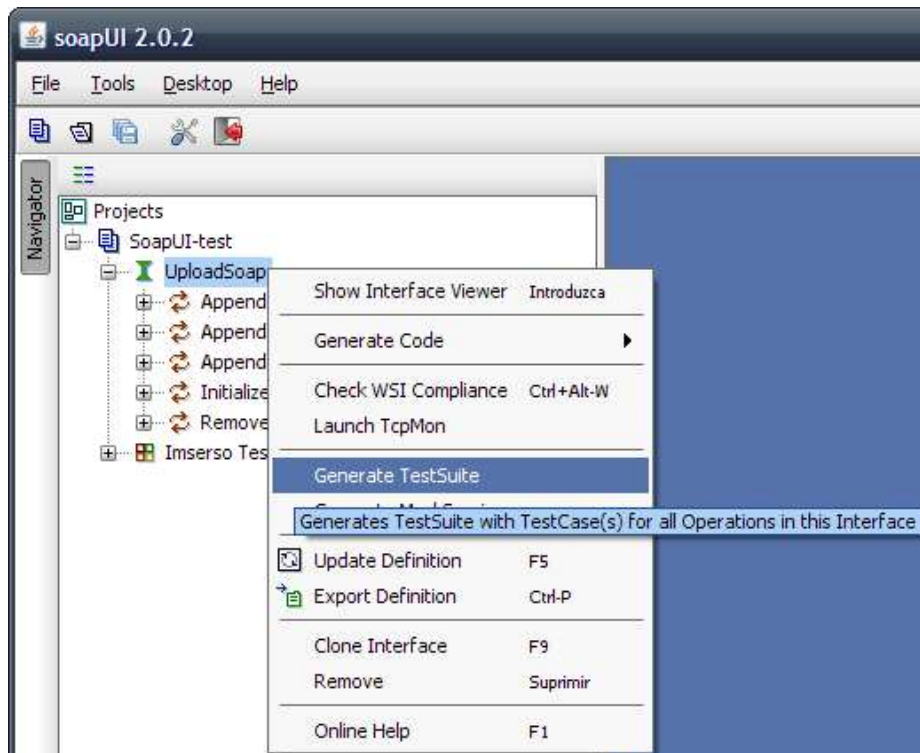 soapUI 2.0.2
File Tools Desktop Help
Navigator
Projects
SoapUI-test
UploadSoap
Append
Append
Append
Initialize
Remove
Imserso Tes
Show Interface Viewer Introduzca
Generate Code
Check WSI Compliance Ctrl+Alt-W
Launch TcpMon
Generate TestSuite
Generates TestSuite with TestCase(s) for all Operations in this Interface
Update Definition F5
Export Definition Ctrl-P
Clone Interface F9
Remove Suprimir
Online Help F1